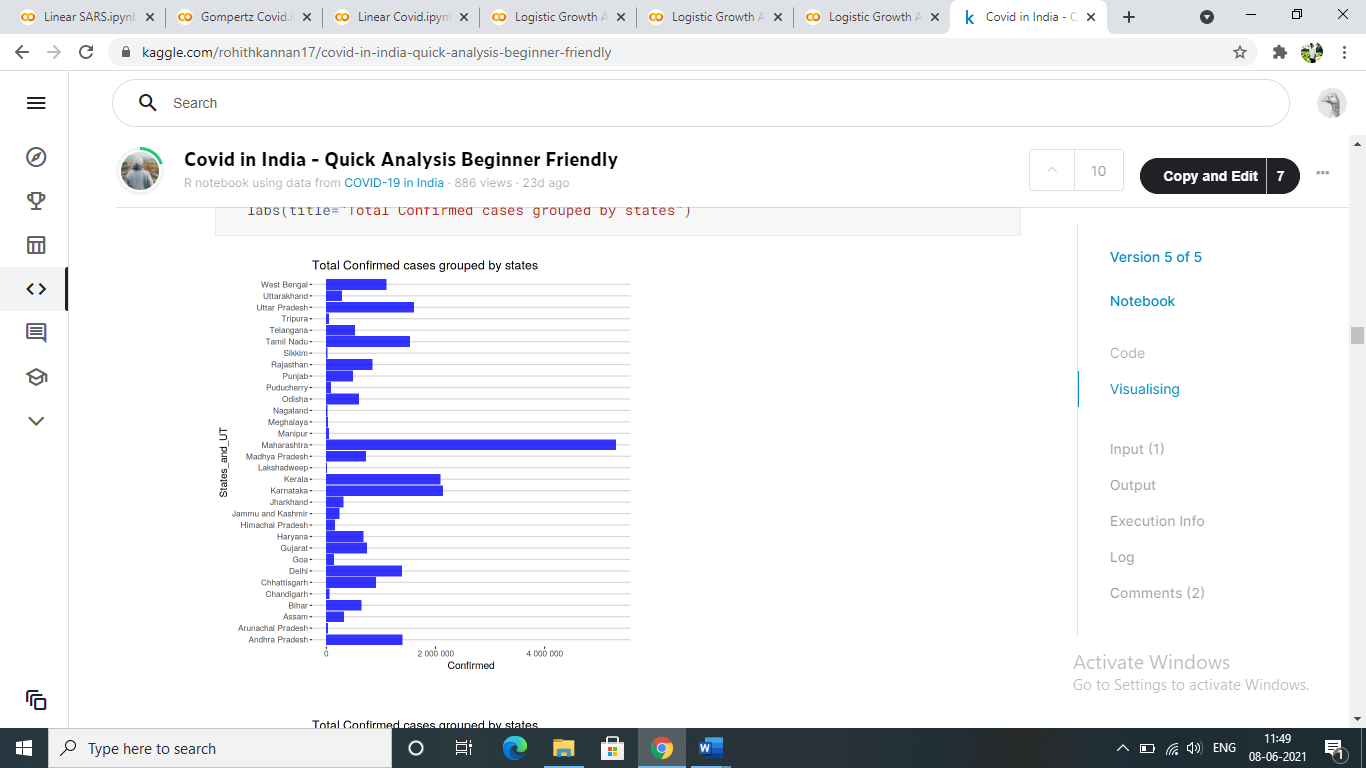 Linear SARS.ipynb
Gompertz Covid.i
Linear Covid.ipyn
Logistic Growth A
Logistic Growth A
Logistic Growth A
Covid in India - Q
kaggle.com/rohithkannan17/covid-in-india-quick-analysis-beginner-friendly
Search
Covid in India - Quick Analysis Beginner Friendly
R notebook using data from COVID-19 in India · 886 views · 23d ago
10
Copy and Edit 7
labs(title="Total Confirmed cases grouped by states")
Total Confirmed cases grouped by states
States_and_UT
West Bengal
Uttarakhand
Uttar Pradesh
Tripura
Telangana
Tamil Nadu
Sikkim
Rajasthan
Punjab
Puducherry
Odisha
Nagaland
Meghalaya
Manipur
Maharashtra
Madhya Pradesh
Lakshadweep
Kerala
Karnataka
Jharkhand
Jammu and Kashmir
Himachal Pradesh
Haryana
Gujarat
Goa
Delhi
Chhattisgarh
Chandigarh
Bihar
Assam
Arunachal Pradesh
Andhra Pradesh
0 2 000 000 4 000 000
Confirmed
Total Confirmed cases grouped by states
Version 5 of 5
Notebook
Code
Visualising
Input (1)
Output
Execution Info
Log
Comments (2)
Activate Windows
Go to Settings to activate Windows.
Type here to search
W
ENG
11:49
08-06-2021
1